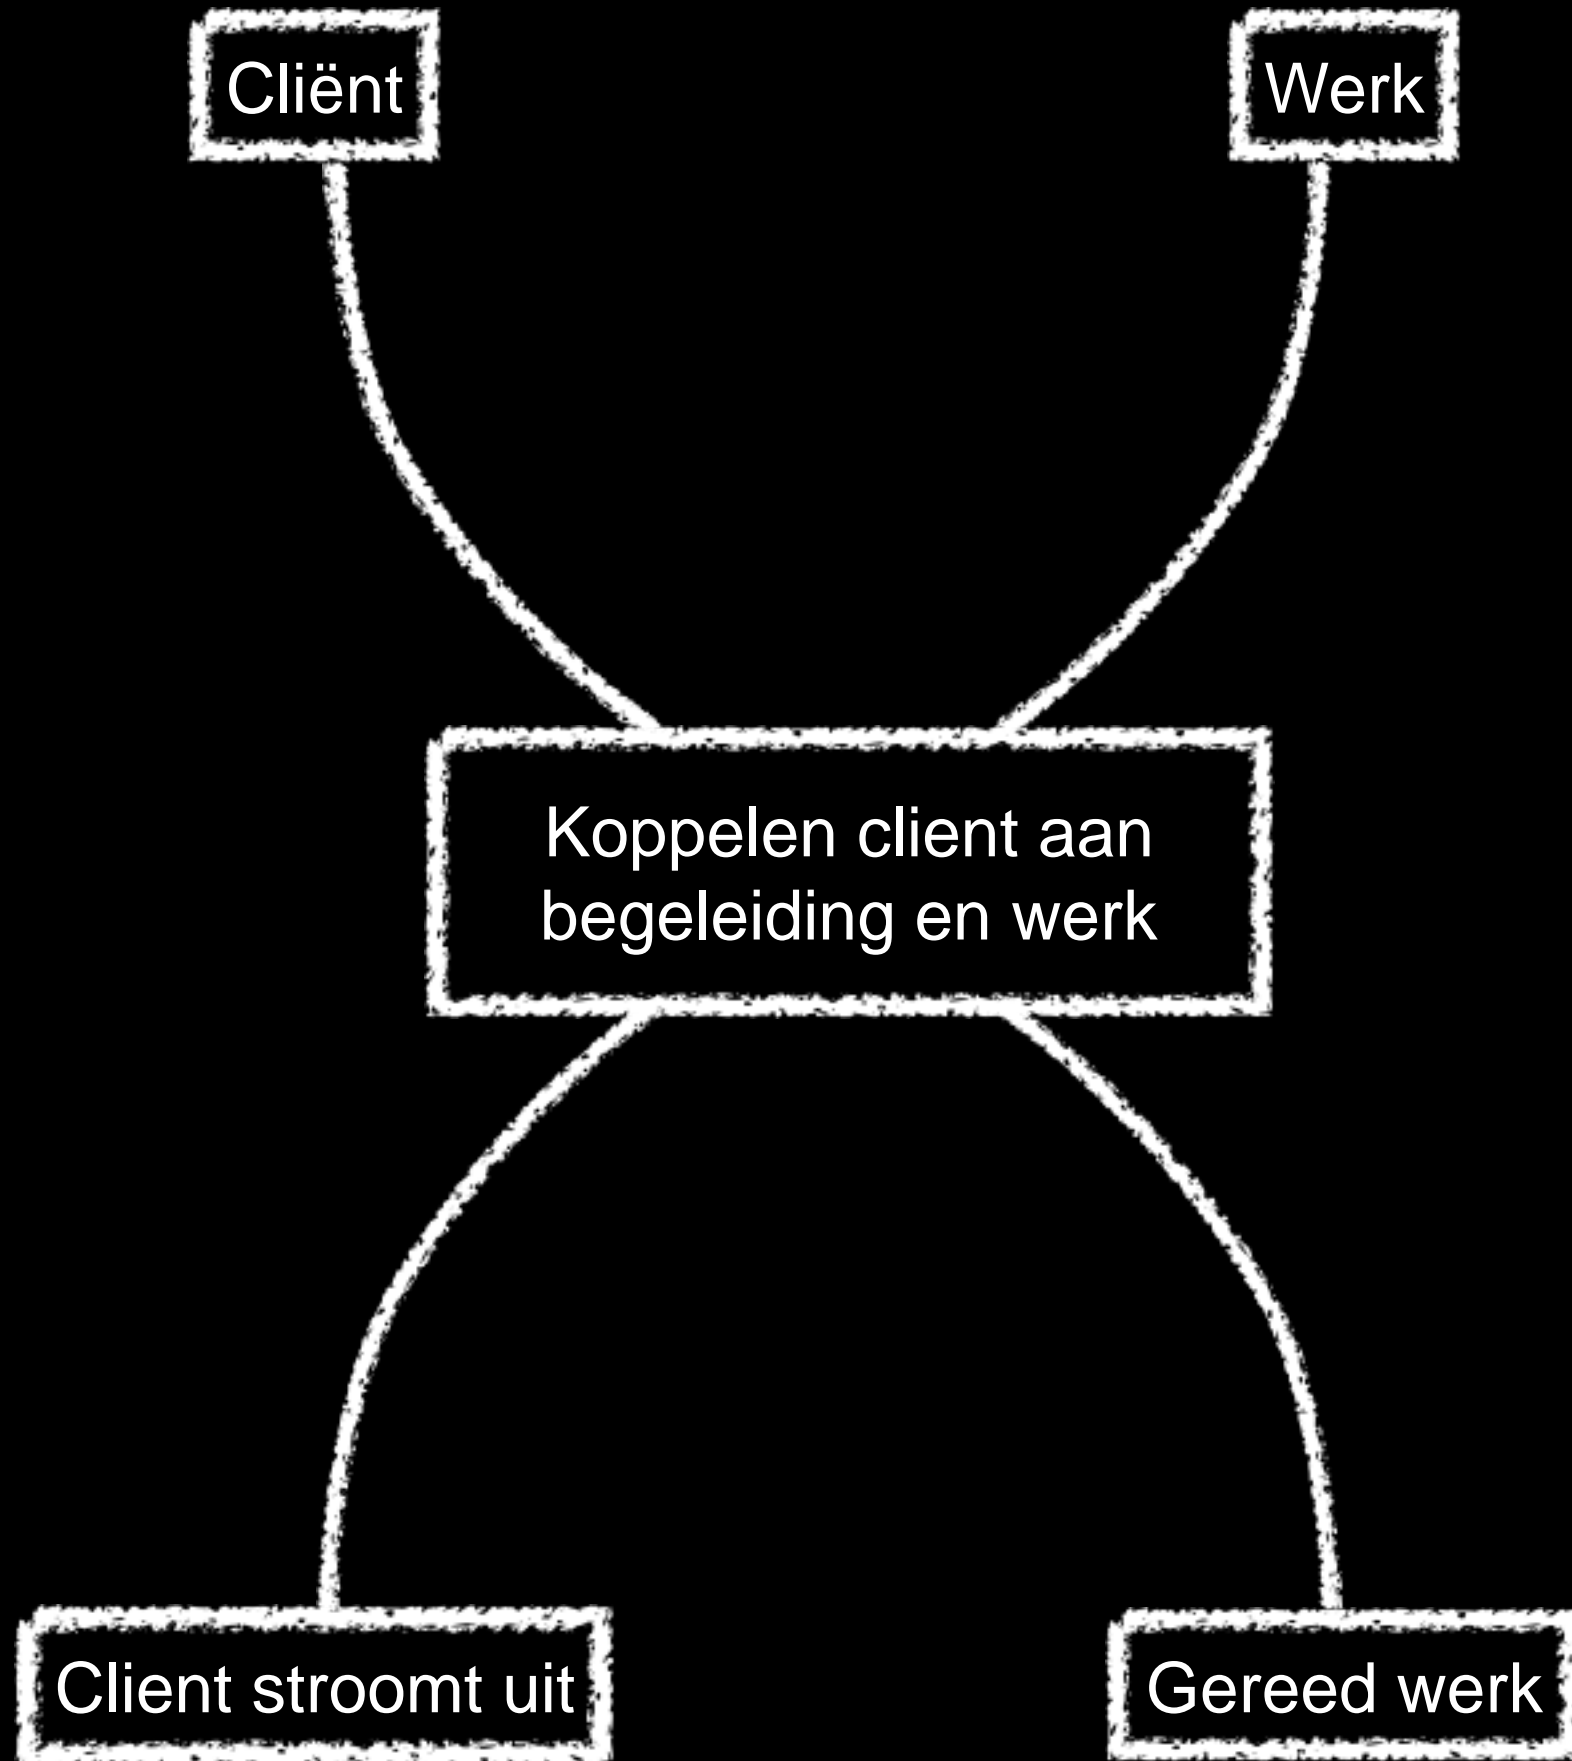 Cliënt
Werk
Koppelen client aan
begeleiding en werk
Client stroomt uit
Gereed werk